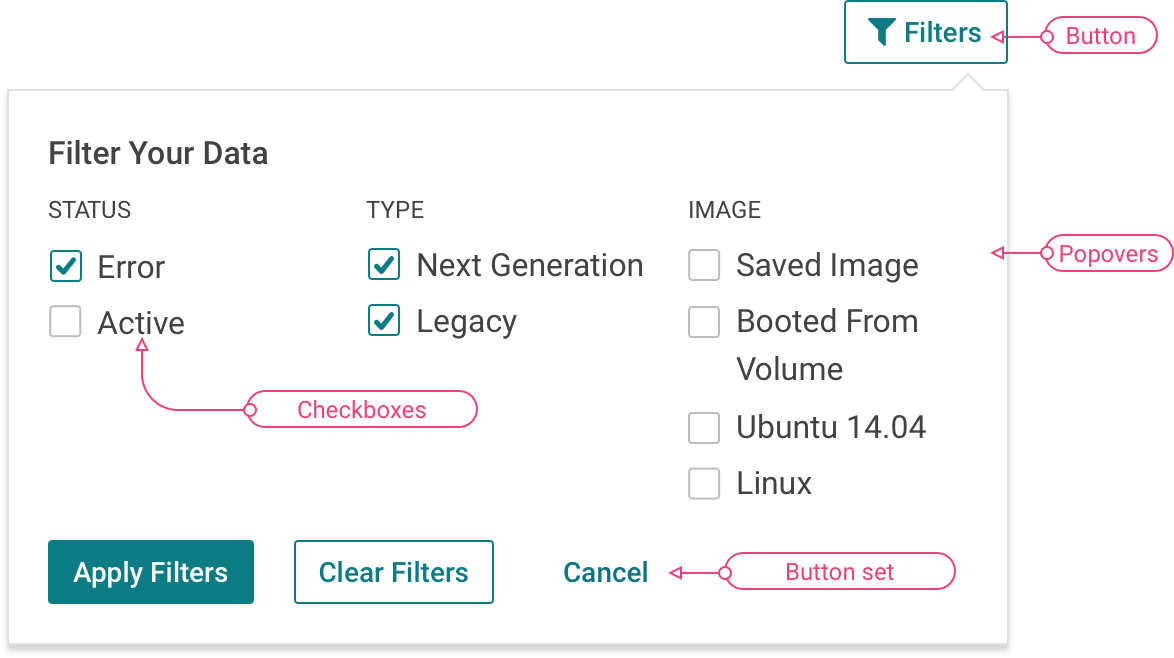 Filters
Button
Filter Your Data
STATUS
TYPE
IMAGE
Error
Next Generation
Saved Image
Popovers
Active
Legacy
Booted From
Volume
Checkboxes
Ubuntu 14.04
Linux
Apply Filters
Clear Filters
Cancel
Button set